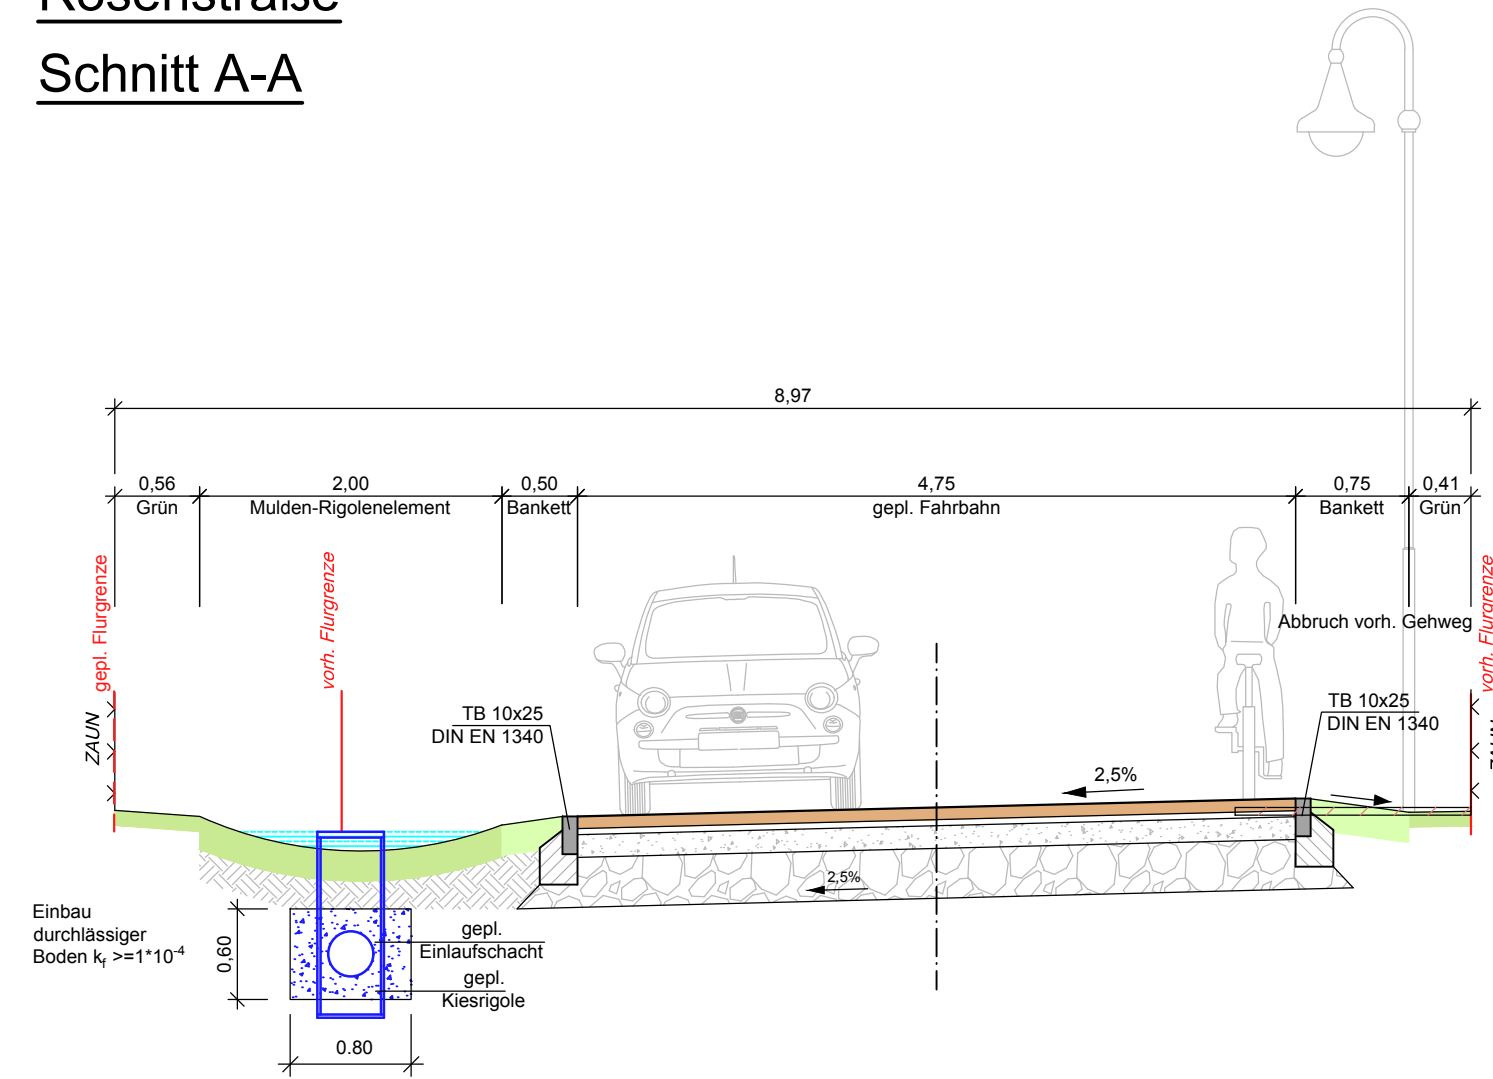 Rosenstraße
Schnitt A-A
8,97
0,56
2,00
0,50
4,75
0,75
0,41
Grün
Mulden-Rigolenelement
Bankett
gepl. Fahrbahn
Bankett
Grün
gepl. Flurgrenze
vorh. Flurgrenze
vorh. Flurgrenze
Abbruch vorh. Gehweg
ZAUN
ZAUN
TB 10x25
DIN EN 1340
TB 10x25
DIN EN 1340
2,5%
2,5%
Einbau
durchlässiger
Boden kf >=1*10-4
0,60
gepl.
Einlaufschacht
gepl.
Kiesrigole
0.80